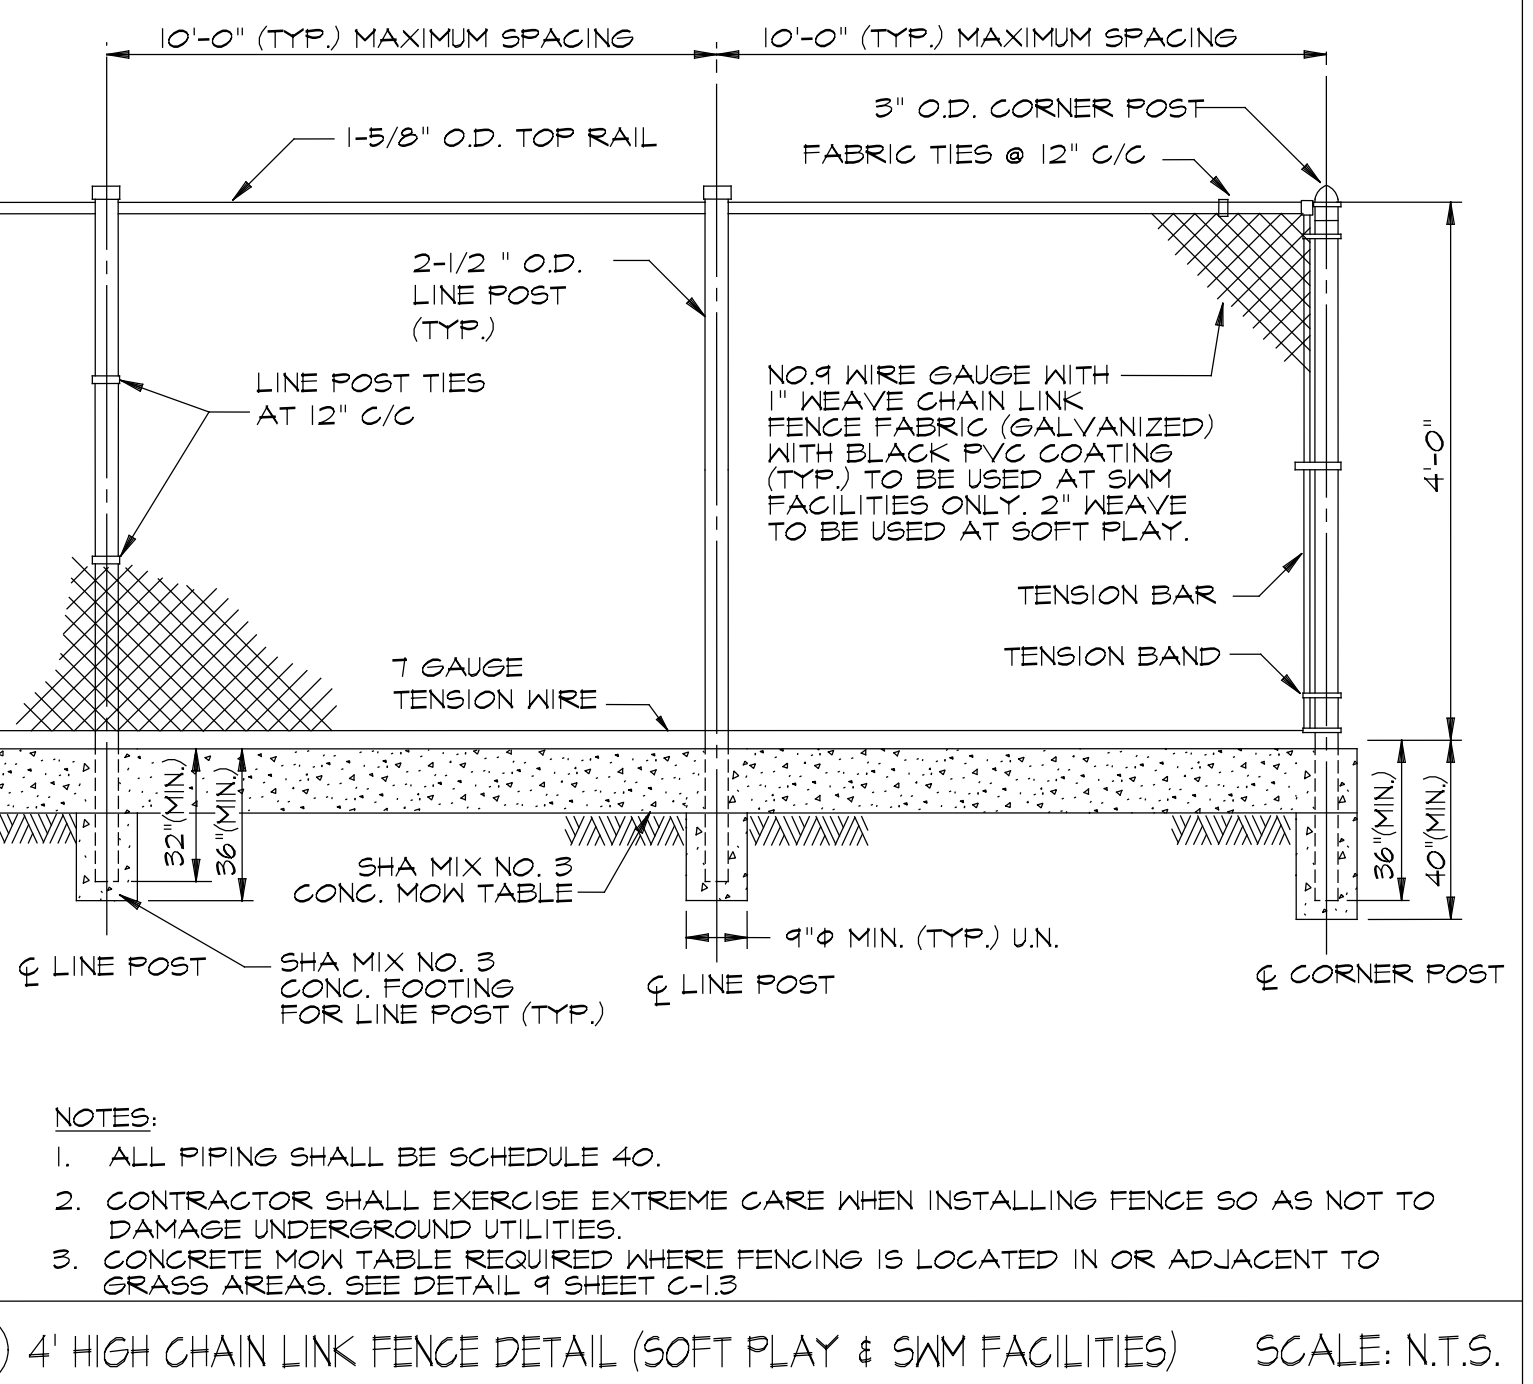 10'-0" (TYP.) MAXIMUM SPACING
10'-0" (TYP.) MAXIMUM SPACING
3" O.D. CORNER POST
1-5/8" O.D. TOP RAIL
FABRIC TIES @ 12" C/C
2-1/2 " O.D.
LINE POST
(TYP.)
LINE POST TIES
AT 12" C/C
NO.9 WIRE GAUGE WITH
1" WEAVE CHAIN LINK
FENCE FABRIC (GALVANIZED)
WITH BLACK PVC COATING
(TYP.) TO BE USED AT SWM
FACILITIES ONLY. 2" WEAVE
TO BE USED AT SOFT PLAY.
4'-0"
TENSION BAR
TENSION BAND
7 GAUGE
TENSION WIRE
32"(MIN.)
36"(MIN.)
36"(MIN.)
40"(MIN.)
SHA MIX NO. 3
CONC. MOW TABLE
9"Φ MIN. (TYP.) U.N.
℄ LINE POST
SHA MIX NO. 3
CONC. FOOTING
FOR LINE POST (TYP.)
℄ LINE POST
℄ CORNER POST
NOTES:
1. ALL PIPING SHALL BE SCHEDULE 40.
2. CONTRACTOR SHALL EXERCISE EXTREME CARE WHEN INSTALLING FENCE SO AS NOT TO
DAMAGE UNDERGROUND UTILITIES.
3. CONCRETE MOW TABLE REQUIRED WHERE FENCING IS LOCATED IN OR ADJACENT TO
GRASS AREAS. SEE DETAIL 9 SHEET C-1.3
4' HIGH CHAIN LINK FENCE DETAIL (SOFT PLAY & SWM FACILITIES) SCALE: N.T.S.